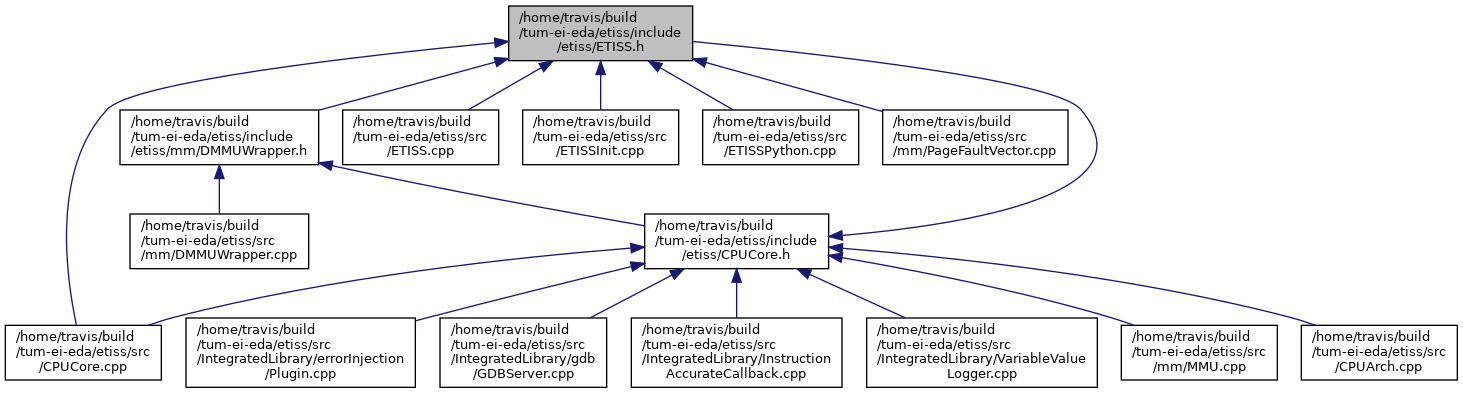 /home/travis/build
/tum-ei-eda/etiss/include
/etiss/ETISS.h
/home/travis/build
/tum-ei-eda/etiss/include
/etiss/mm/DMMUWrapper.h
/home/travis/build
/tum-ei-eda/etiss/src
/ETISS.cpp
/home/travis/build
/tum-ei-eda/etiss/src
/ETISSInit.cpp
/home/travis/build
/tum-ei-eda/etiss/src
/ETISSPython.cpp
/home/travis/build
/tum-ei-eda/etiss/src
/mm/PageFaultVector.cpp
/home/travis/build
/tum-ei-eda/etiss/src
/mm/DMMUWrapper.cpp
/home/travis/build
/tum-ei-eda/etiss/include
/etiss/CPUCore.h
/home/travis/build
/tum-ei-eda/etiss/src
/CPUCore.cpp
/home/travis/build
/tum-ei-eda/etiss/src
/IntegratedLibrary/errorInjection
/Plugin.cpp
/home/travis/build
/tum-ei-eda/etiss/src
/IntegratedLibrary/gdb
/GDBServer.cpp
/home/travis/build
/tum-ei-eda/etiss/src
/IntegratedLibrary/Instruction
AccurateCallback.cpp
/home/travis/build
/tum-ei-eda/etiss/src
/IntegratedLibrary/VariableValue
Logger.cpp
/home/travis/build
/tum-ei-eda/etiss/src
/mm/MMU.cpp
/home/travis/build
/tum-ei-eda/etiss/src
/CPUArch.cpp